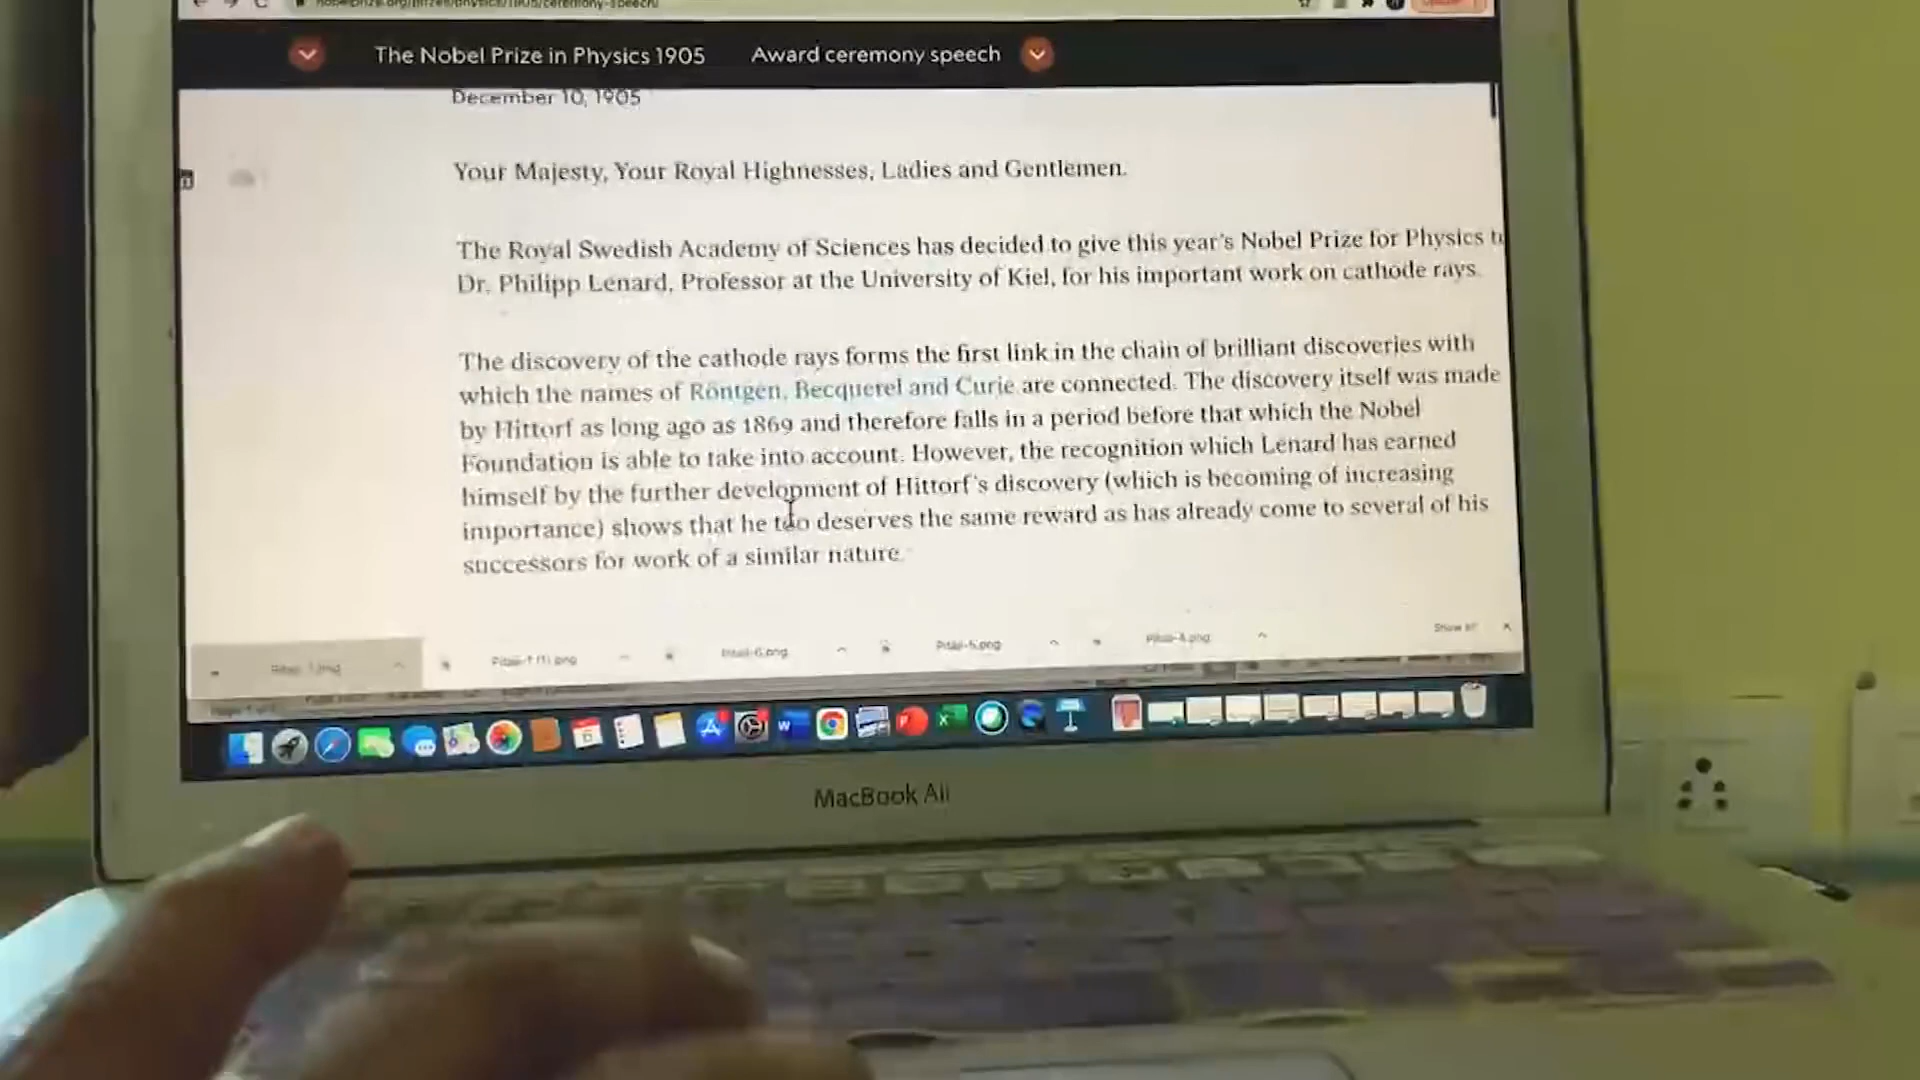 The Nobel Prize in Physics 1905 Award ceremony speech
December 10, 1905
Your Majesty, Your Royal Highnesses, Ladies and Gentlemen.
The Royal Swedish Academy of Sciences has decided to give this year's Nobel Prize for Physics
Dr. Philipp Lenard, Professor at the University of Kiel, for his important work on cathode rays.
The discovery of the cathode rays forms the first link in the chain of brilliant discoveries with
which the names of Röntgen, Becquerel and Curie are connected. The discovery itself was made
by Hittorf as long ago as 1869 and therefore falls in a period before that which the Nobel
Foundation is able to take into account. However, the recognition which Lenard has earned
himself by the further development of Hittorf's discovery (which is becoming of increasing
importance) shows that he too deserves the same reward as has already come to several of his
successors for work of a similar nature.
Show all
MacBook Air